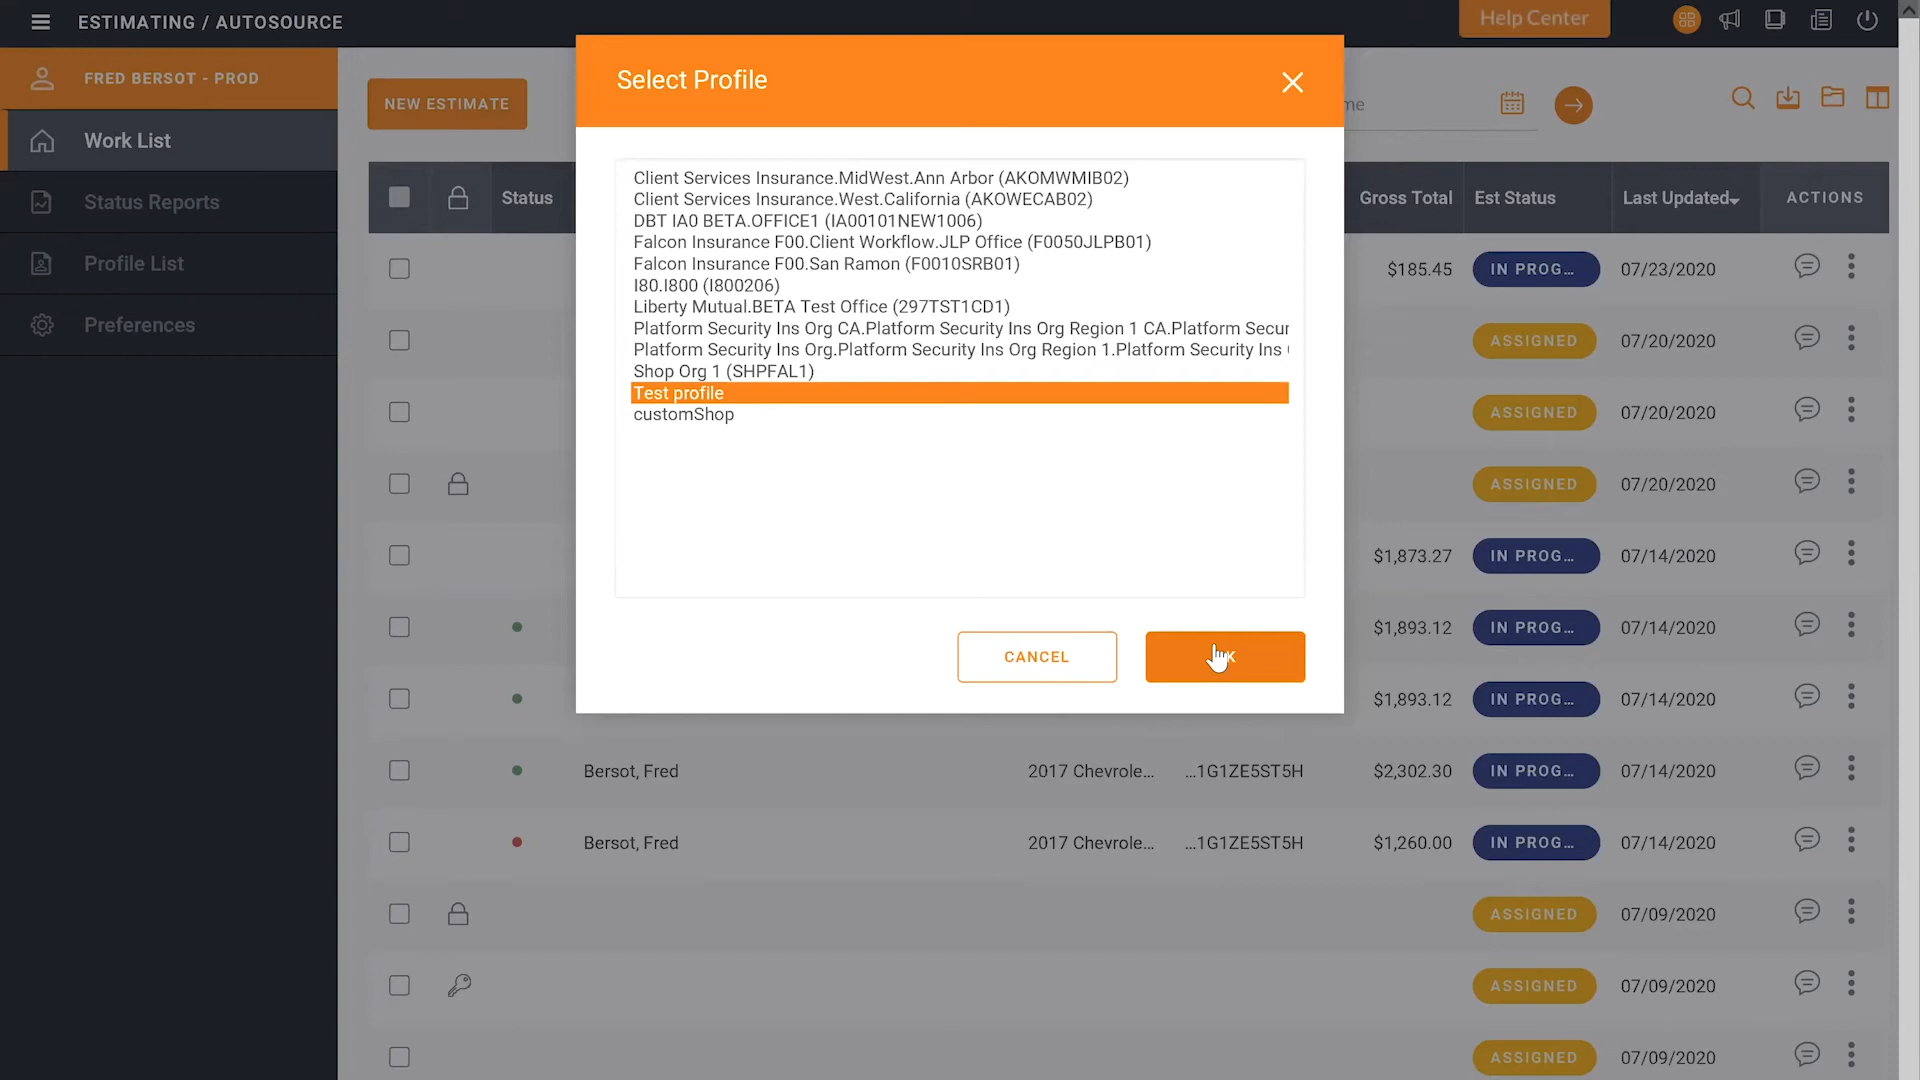 ESTIMATING / AUTOSOURCE
Help Center
FRED BERSOT - PROD
Work List
Status Reports
Profile List
Preferences
NEW ESTIMATE
Select Profile
Client Services Insurance.MidWest.Ann Arbor (AKOMWMIB02)
Client Services Insurance.West.California (AKOWECAB02)
DBT IA0 BETA.OFFICE1 (IA00101NEW1006)
Falcon Insurance F00.Client Workflow.JLP Office (F0050JLPB01)
Falcon Insurance F00.San Ramon (F0010SRB01)
I80.I800 (I800206)
Liberty Mutual.BETA Test Office (297TST1CD1)
Platform Security Ins Org CA.Platform Security Ins Org Region 1 CA.Platform Secur
Platform Security Ins Org.Platform Security Ins Org Region 1.Platform Security Ins
Shop Org 1 (SHPFAL1)
Test profile
customShop
CANCEL
Status Gross Total Est Status Last Updated ACTIONS
$185.45 IN PROG... 07/23/2020
ASSIGNED 07/20/2020
ASSIGNED 07/20/2020
ASSIGNED 07/20/2020
$1,873.27 IN PROG... 07/14/2020
$1,893.12 IN PROG... 07/14/2020
$1,893.12 IN PROG... 07/14/2020
Bersot, Fred 2017 Chevrole... ...1G1ZE5ST5H $2,302.30 IN PROG... 07/14/2020
Bersot, Fred 2017 Chevrole... ...1G1ZE5ST5H $1,260.00 IN PROG... 07/14/2020
ASSIGNED 07/09/2020
ASSIGNED 07/09/2020
ASSIGNED 07/09/2020